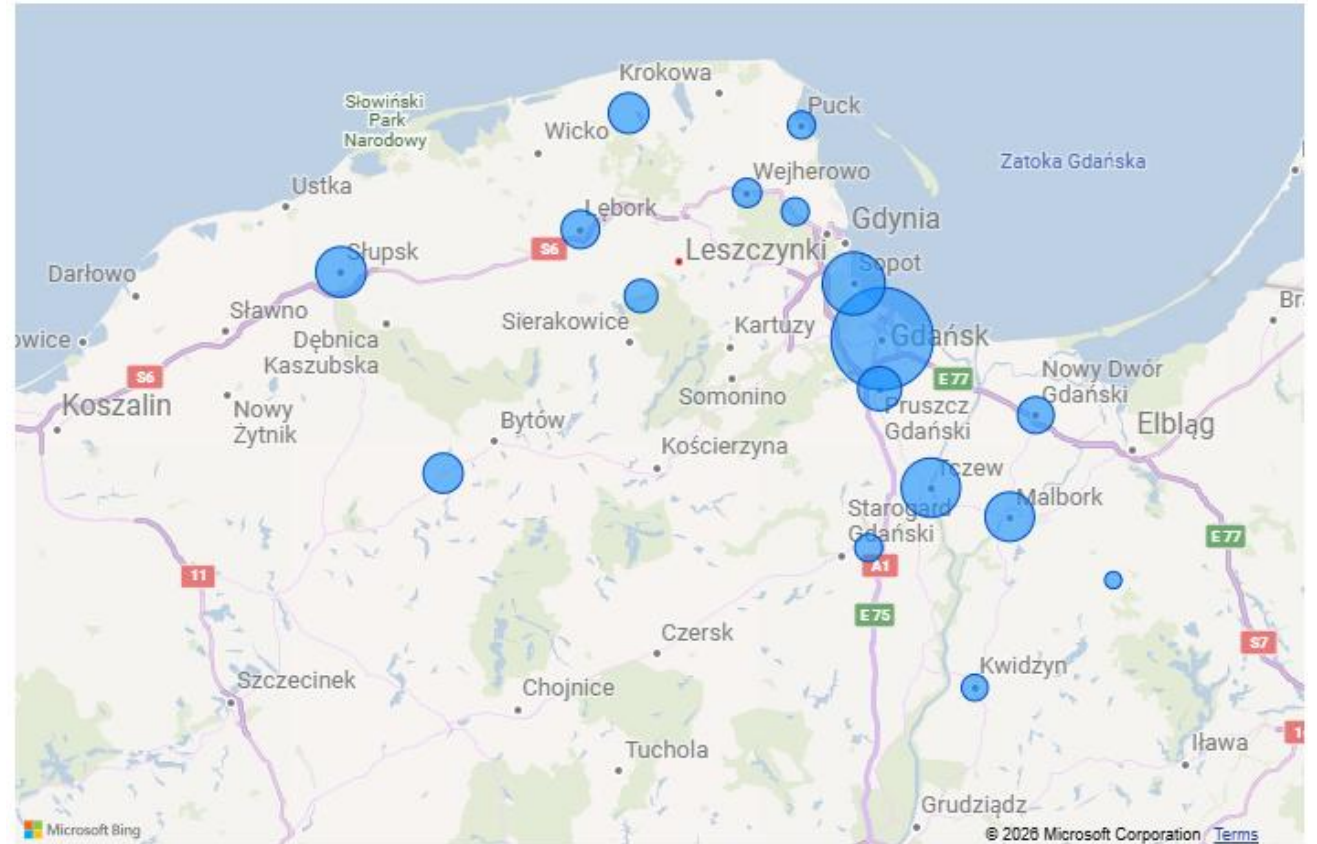 Krokowa
Słowiński
Park
Narodowy
Puck
Wicko
Zatoka Gdańska
Wejherowo
Ustka
Lębork
Gdynia
S6
Leszczynki
Słupsk
Sopot
Darłowo
Sławno
Sierakowice
Kartuzy
Gdańsk
owice
Dębnica
Kaszubska
Br
S6
E 77
Nowy Dwór
Gdański
Koszalin
Nowy
Żytnik
Somonino
Pruszcz
Gdański
Elbląg
Bytów
Kościerzyna
Tczew
Malbork
Starogard
Gdański
E 77
A1
11
E 75
Czersk
S7
Kwidzyn
Szczecinek
Chojnice
Iława
Tuchola
Grudziądz
Microsoft Bing
© 2026 Microsoft Corporation Terms